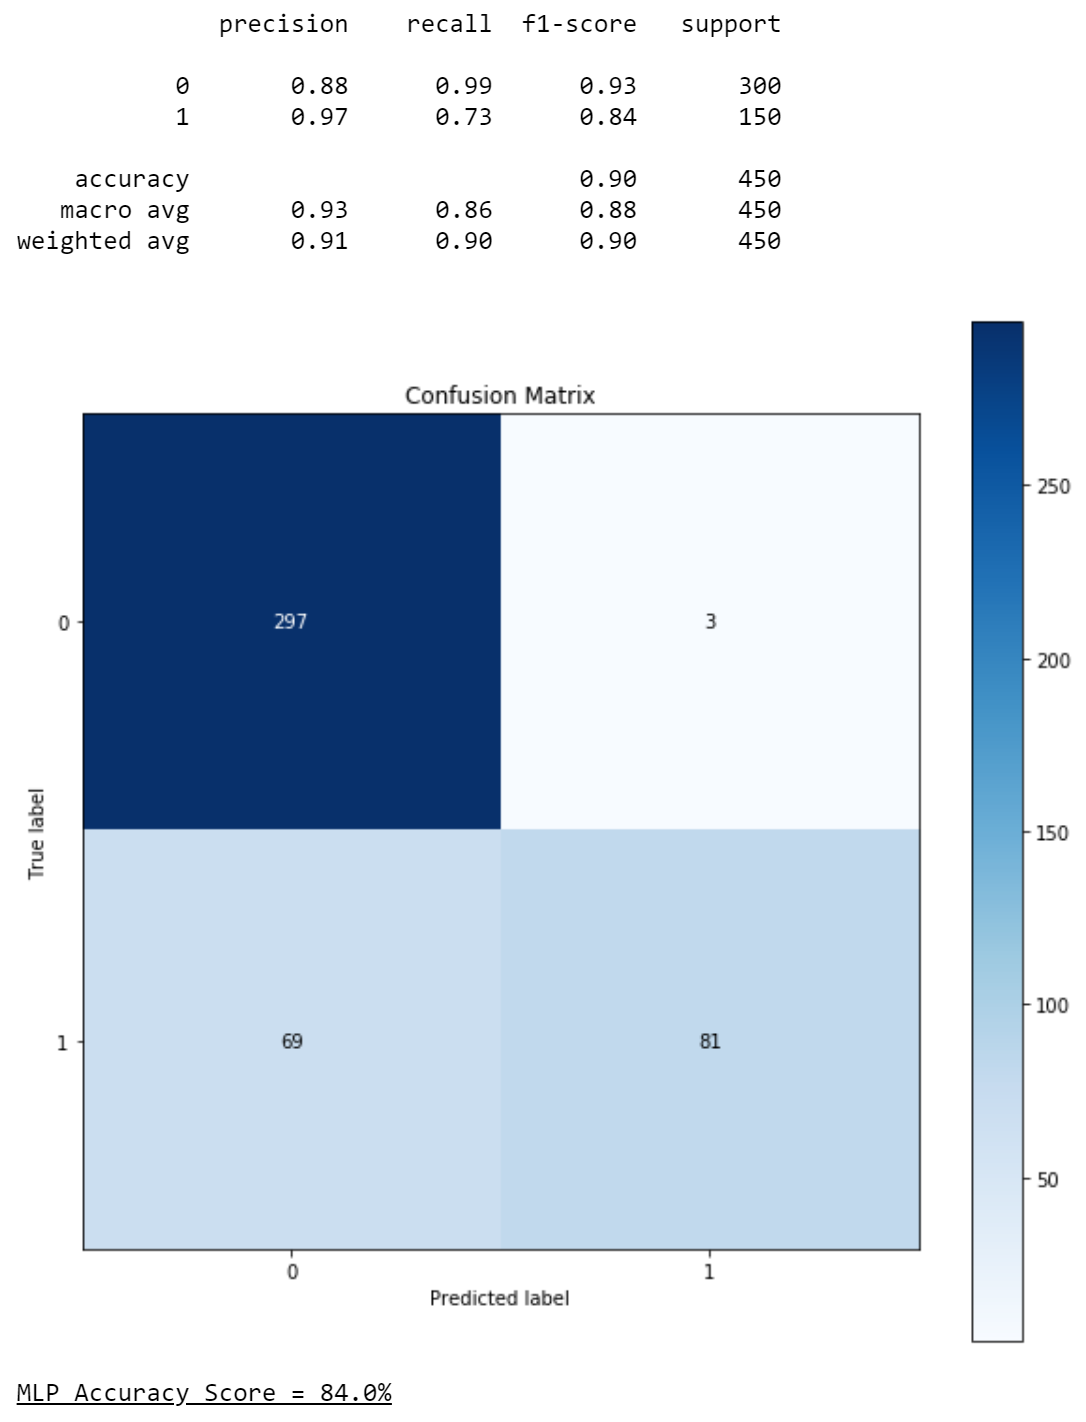 precision recall f1-score support
0 0.88 0.99 0.93 300
1 0.97 0.73 0.84 150
accuracy 0.90 450
macro avg 0.93 0.86 0.88 450
weighted avg 0.91 0.90 0.90 450
Confusion Matrix
250
200
150
100
50
True label
0
297
3
1
69
81
0 1
Predicted label
MLP Accuracy Score = 84.0%